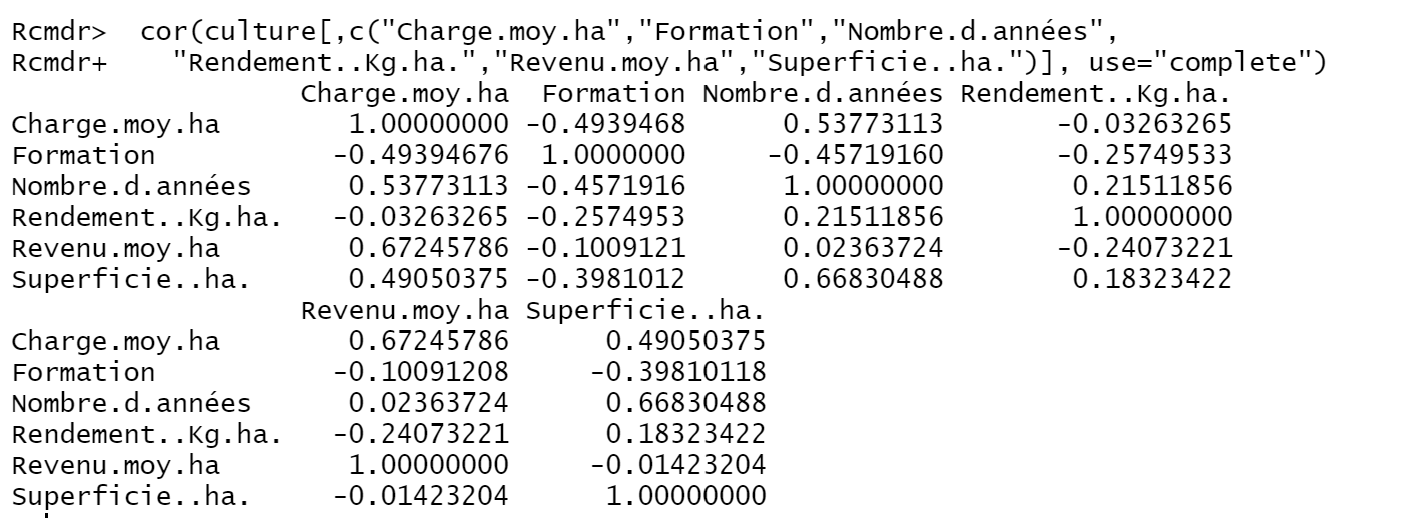 Rcmdr>  cor(culture[,c("Charge.moy.ha","Formation","Nombre.d.années",
Rcmdr+    "Rendement..Kg.ha.","Revenu.moy.ha","Superficie..ha.")], use="complete")
                  Charge.moy.ha  Formation Nombre.d.années Rendement..Kg.ha.
Charge.moy.ha        1.00000000 -0.4939468      0.53773113       -0.03263265
Formation           -0.49394676  1.0000000     -0.45719160       -0.25749533
Nombre.d.années      0.53773113 -0.4571916      1.00000000        0.21511856
Rendement..Kg.ha.   -0.03263265 -0.2574953      0.21511856        1.00000000
Revenu.moy.ha        0.67245786 -0.1009121      0.02363724       -0.24073221
Superficie..ha.      0.49050375 -0.3981012      0.66830488        0.18323422
                  Revenu.moy.ha Superficie..ha.
Charge.moy.ha        0.67245786      0.49050375
Formation           -0.10091208     -0.39810118
Nombre.d.années      0.02363724      0.66830488
Rendement..Kg.ha.   -0.24073221      0.18323422
Revenu.moy.ha        1.00000000     -0.01423204
Superficie..ha.     -0.01423204      1.00000000